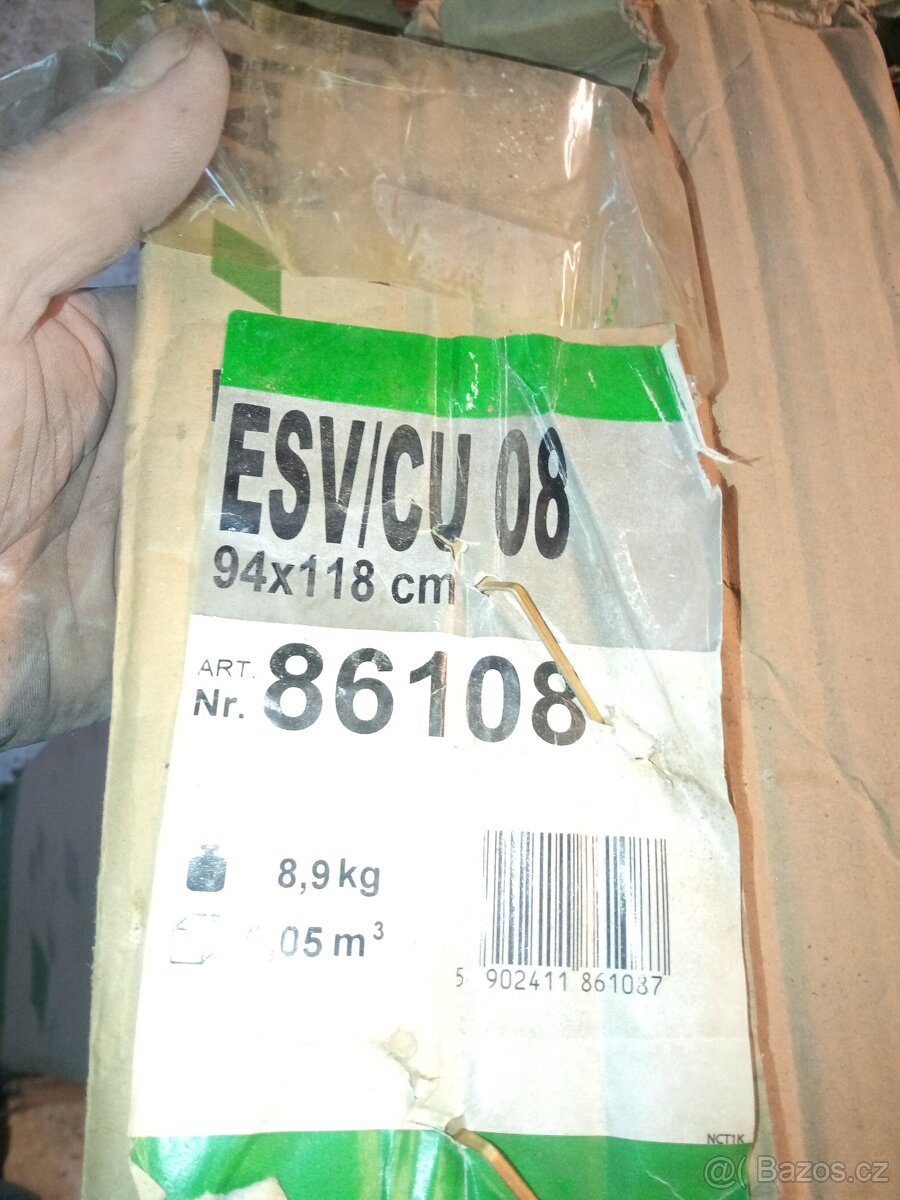 ESV/CU 08
94x118 cm
ART.
Nr. 86108
8,9 kg
,05 m³
5 902411 861087
NCT1K
@( Bazos.cz